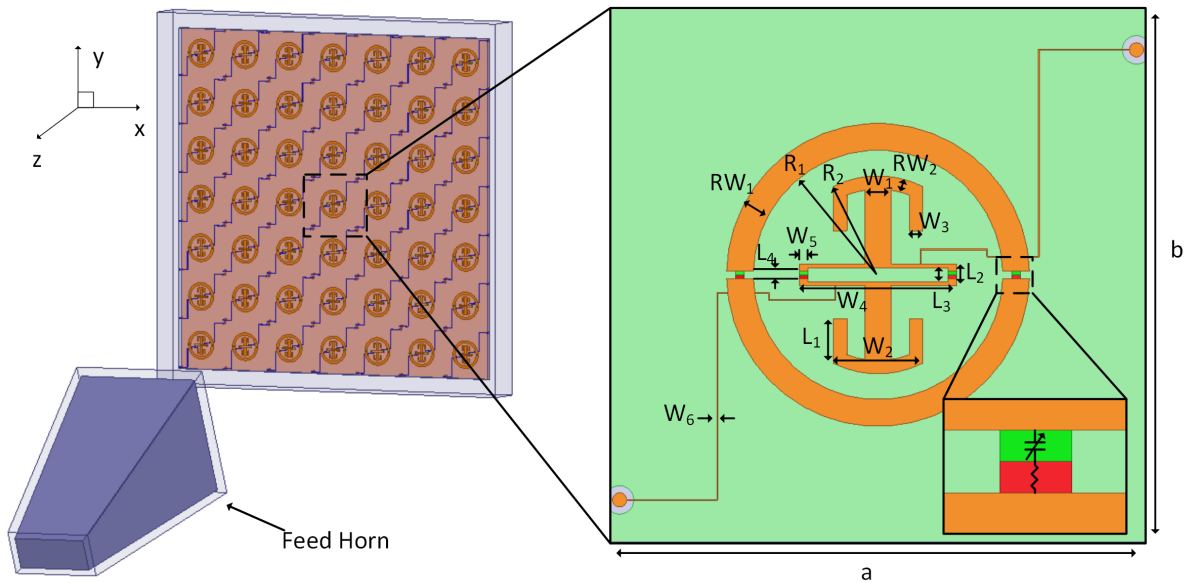 y
x
z
Feed Horn
R₁
R₂
W₁
RW₂
RW₁
W₃
W₅
L₄
L₂
W₄
L₃
L₁
W₂
W₆
b
a